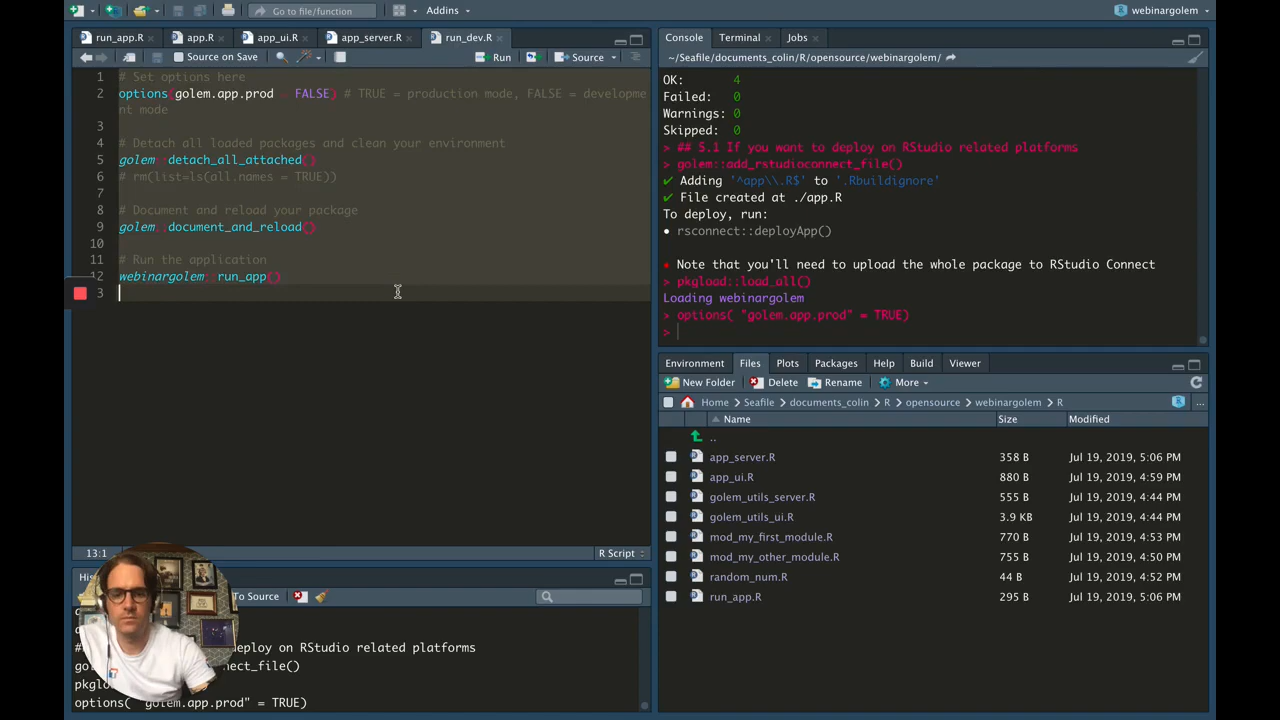 Go to file/function
Addins
webinargolem
run_app.R
app.R
app_ui.R
app_server.R
run_dev.R
Source on Save
Run
Source
1 # Set options here
2 options(golem.app.prod = FALSE) # TRUE = production mode, FALSE = developme
nt mode
3
4 # Detach all loaded packages and clean your environment
5 golem::detach_all_attached()
6 # rm(list=ls(all.names = TRUE))
7
8 # Document and reload your package
9 golem::document_and_reload()
10
11 # Run the application
12 webinargolem::run_app()
3
13:1
R Script
Console
Terminal
Jobs
~/Seafile/documents_colin/R/opensource/webinargolem/
OK: 4
Failed: 0
Warnings: 0
Skipped: 0
> ## 5.1 If you want to deploy on RStudio related platforms
> golem::add_rstudioconnect_file()
✔ Adding '^app\\.R$' to '.Rbuildignore'
✔ File created at ./app.R
To deploy, run:
● rsconnect::deployApp()
● Note that you'll need to upload the whole package to RStudio Connect
> pkgload::load_all()
Loading webinargolem
> options( "golem.app.prod" = TRUE)
>
Environment
Files
Plots
Packages
Help
Build
Viewer
New Folder
Delete
Rename
More
Home
Seafile
documents_colin
R
opensource
webinargolem
R
...
Name Size Modified
..
app_server.R 358 B Jul 19, 2019, 5:06 PM
app_ui.R 880 B Jul 19, 2019, 4:59 PM
golem_utils_server.R 555 B Jul 19, 2019, 4:44 PM
golem_utils_ui.R 3.9 KB Jul 19, 2019, 4:44 PM
mod_my_first_module.R 770 B Jul 19, 2019, 4:53 PM
mod_my_other_module.R 755 B Jul 19, 2019, 4:50 PM
random_num.R 44 B Jul 19, 2019, 4:52 PM
run_app.R 295 B Jul 19, 2019, 5:06 PM
His
To Source
deploy on RStudio related platforms
go nect_file()
pkgloa
options( "golem.app.prod" = TRUE)